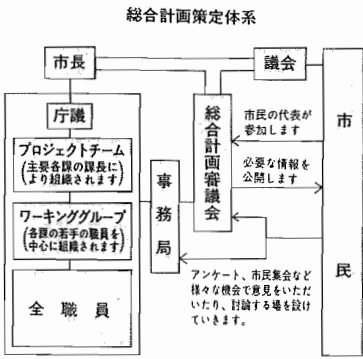 総合計画策定体系
市長
議会
庁議
プロジェクトチーム
(主要各課の課長に
より組織されます)
ワーキンググループ
(各課の若手の職員を
中心に組織されます)
全職員
事務局
総合計画審議会
市民の代表が
参加します
必要な情報を
公開します
アンケート、市民集会など
様々な機会で意見をいただ
いたり、討論する場を設け
ていきます。
市民